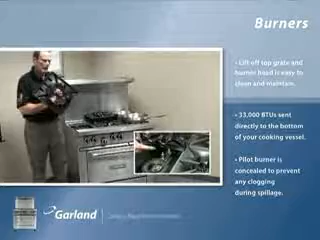 Burners
• Lift off top grate and
burner head is easy to
clean and maintain.
• 33,000 BTUs sent
directly to the bottom
of your cooking vessel.
• Pilot burner is
concealed to prevent
any clogging
during spillage.
Garland